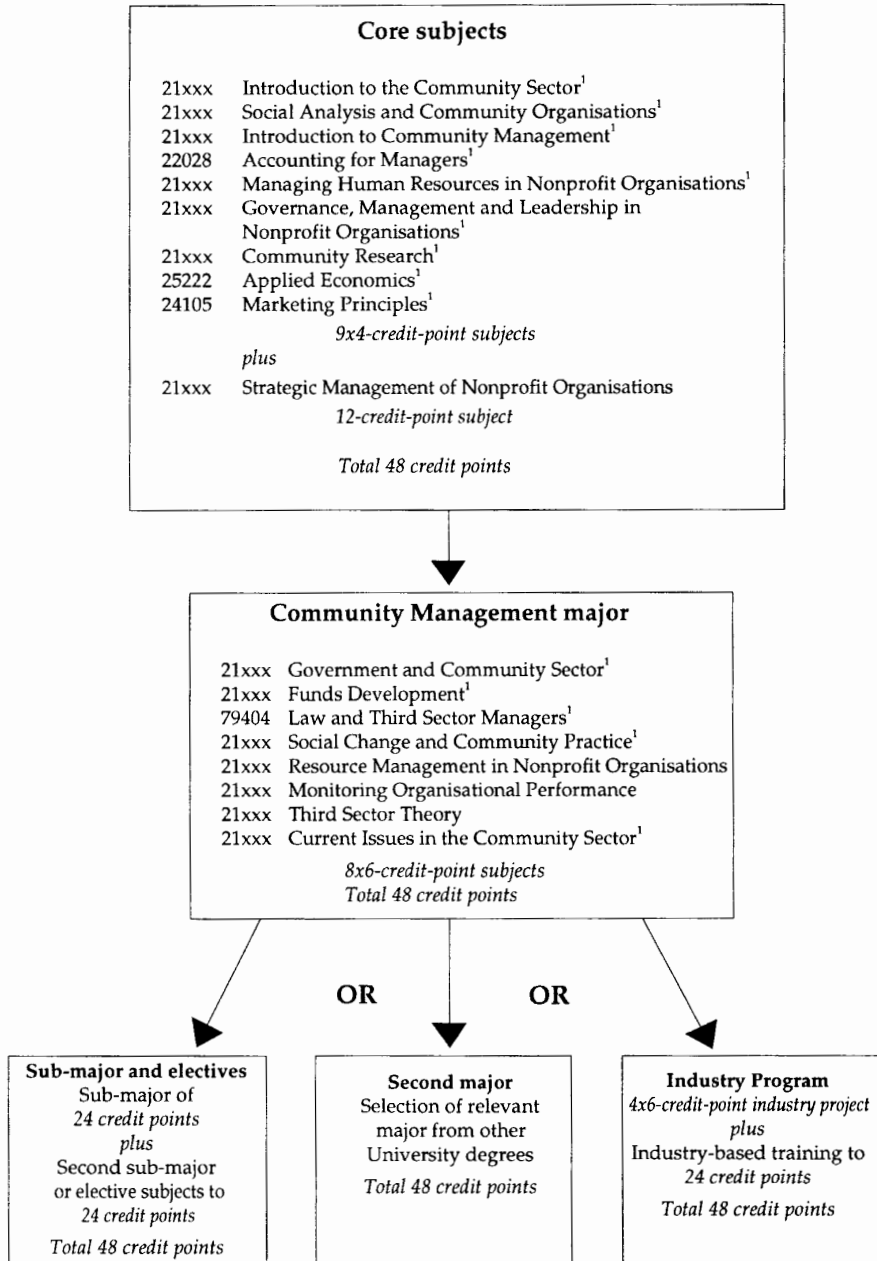 Core subjects
21xxx Introduction to the Community Sector¹
21xxx Social Analysis and Community Organisations¹
21xxx Introduction to Community Management¹
22028 Accounting for Managers¹
21xxx Managing Human Resources in Nonprofit Organisations¹
21xxx Governance, Management and Leadership in
Nonprofit Organisations¹
21xxx Community Research¹
25222 Applied Economics¹
24105 Marketing Principles¹
9x4-credit-point subjects
plus
21xxx Strategic Management of Nonprofit Organisations
12-credit-point subject
Total 48 credit points
Community Management major
21xxx Government and Community Sector¹
21xxx Funds Development¹
79404 Law and Third Sector Managers¹
21xxx Social Change and Community Practice¹
21xxx Resource Management in Nonprofit Organisations
21xxx Monitoring Organisational Performance
21xxx Third Sector Theory
21xxx Current Issues in the Community Sector¹
8x6-credit-point subjects
Total 48 credit points
OR
OR
Sub-major and electives
Sub-major of
24 credit points
plus
Second sub-major
or elective subjects to
24 credit points
Total 48 credit points
Second major
Selection of relevant
major from other
University degrees
Total 48 credit points
Industry Program
4x6-credit-point industry project
plus
Industry-based training to
24 credit points
Total 48 credit points